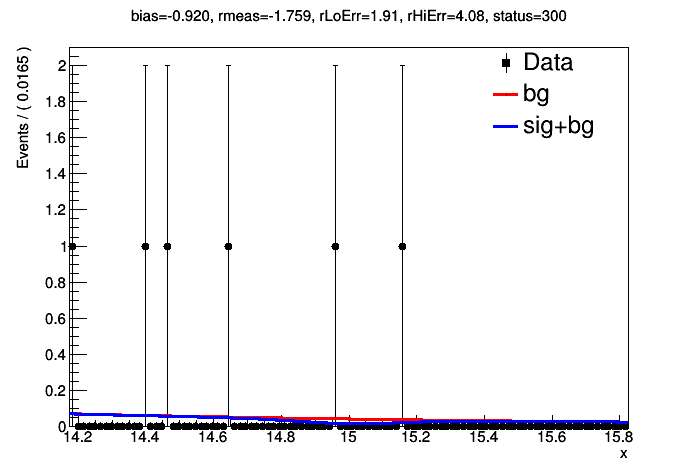 bias=-0.920, rmeas=-1.759, rLoErr=1.91, rHiErr=4.08, status=300
Events / ( 0.0165 )
2
1.8
1.6
1.4
1.2
1
0.8
0.6
0.4
0.2
0
Data
bg
sig+bg
14.2 14.4 14.6 14.8 15 15.2 15.4 15.6 15.8
x